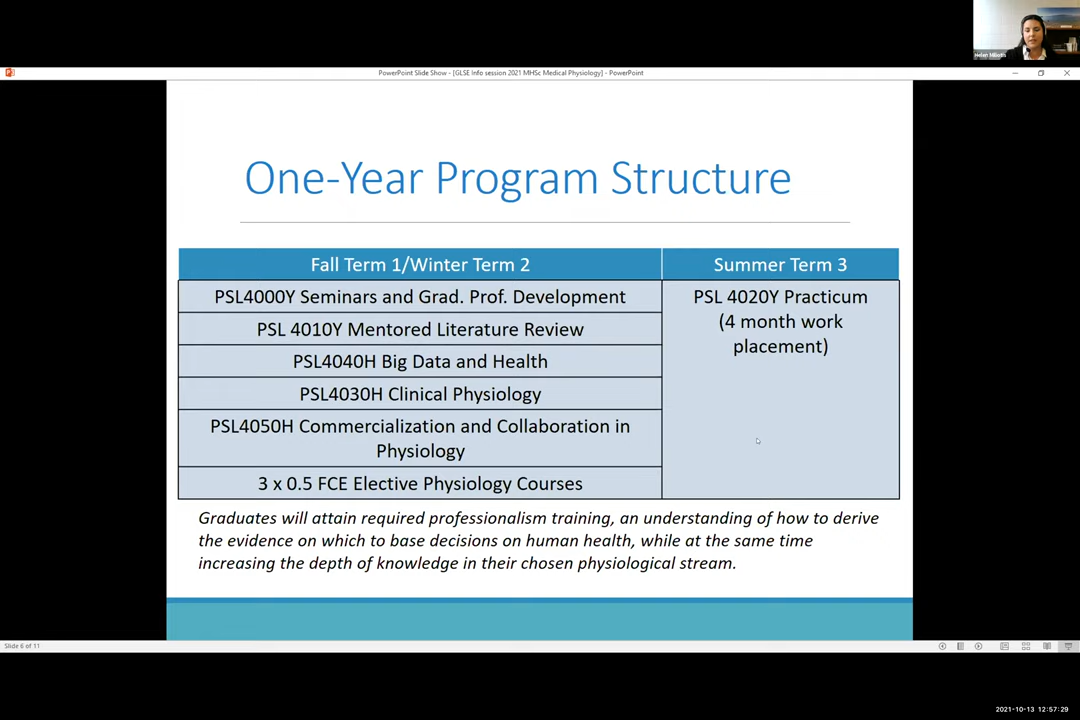 PowerPoint Slide Show - [GLSE Info session 2021 MHSc Medical Physiology] - PowerPoint
One-Year Program Structure
Fall Term 1/Winter Term 2
Summer Term 3
PSL4000Y Seminars and Grad. Prof. Development
PSL 4020Y Practicum
(4 month work
placement)
PSL 4010Y Mentored Literature Review
PSL4040H Big Data and Health
PSL4030H Clinical Physiology
PSL4050H Commercialization and Collaboration in
Physiology
3 x 0.5 FCE Elective Physiology Courses
Graduates will attain required professionalism training, an understanding of how to derive
the evidence on which to base decisions on human health, while at the same time
increasing the depth of knowledge in their chosen physiological stream.
Slide 6 of 11
2021-10-13 12:57:29